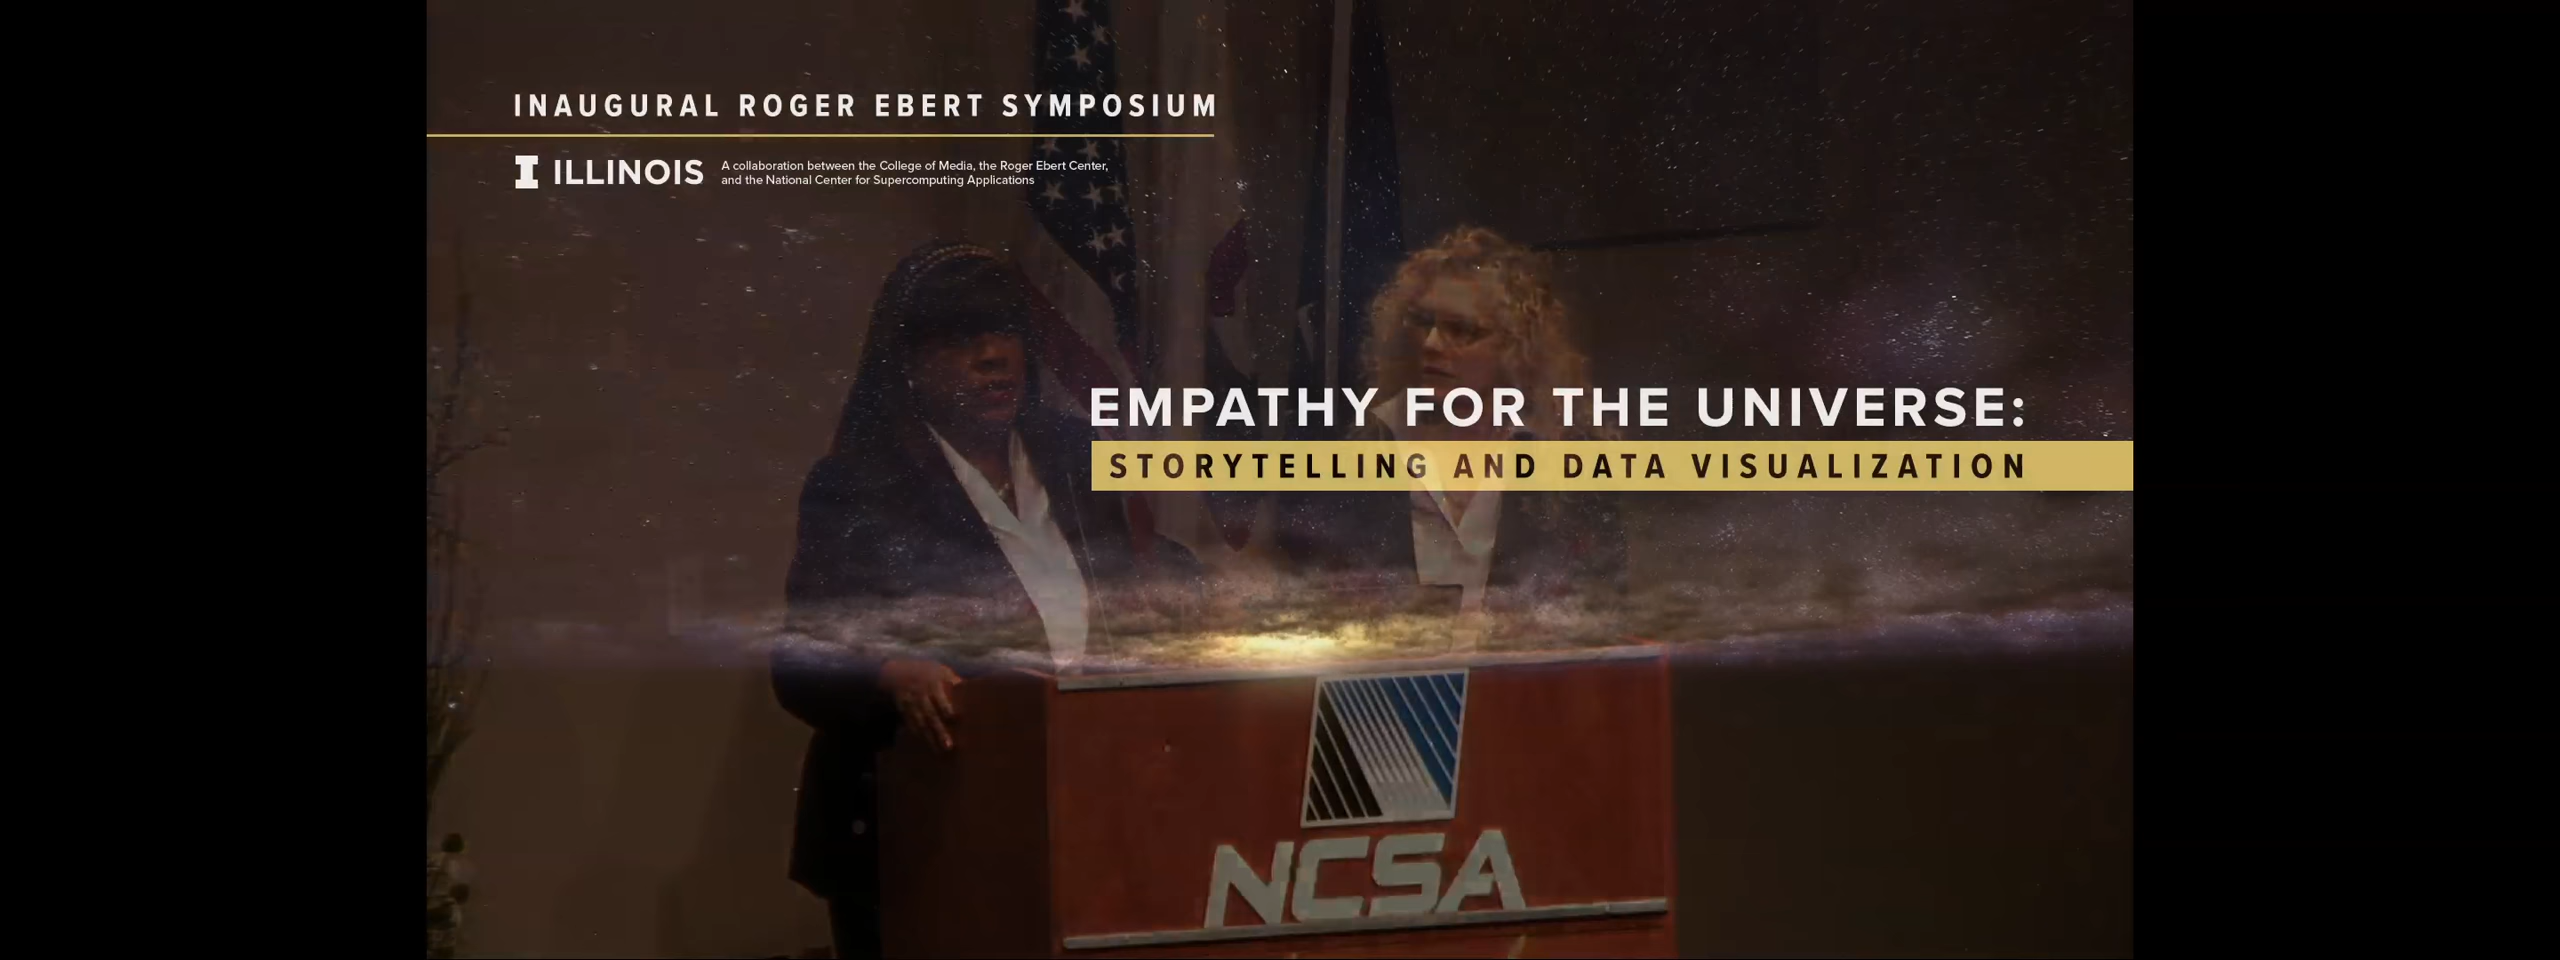 INAUGURAL ROGER EBERT SYMPOSIUM
I ILLINOIS
A collaboration between the College of Media, the Roger Ebert Center,
and the National Center for Supercomputing Applications
EMPATHY FOR THE UNIVERSE:
STORYTELLING AND DATA VISUALIZATION
NCSA